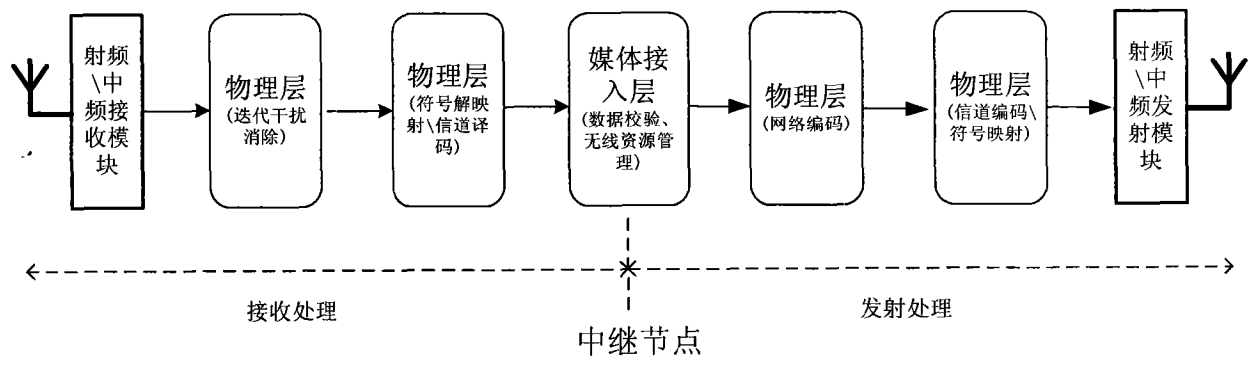 射频
\中
频接
收模
块
物理层
(迭代干扰
消除)
物理层
(符号解映
射\信道译
码)
媒体接
入层
(数据校验、
无线资源管
理)
物理层
(网络编码)
物理层
(信道编码\
符号映射)
射频
\中
频发
射模
块
接收处理
发射处理
中继节点